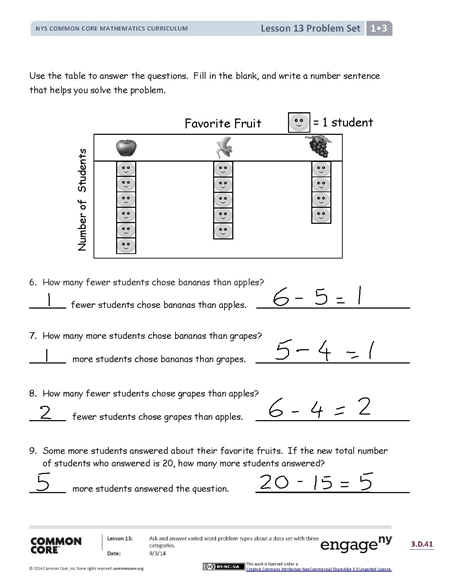 NYS COMMON CORE MATHEMATICS CURRICULUM Lesson 13 Problem Set 1•3
Use the table to answer the questions. Fill in the blank, and write a number sentence
that helps you solve the problem.
Favorite Fruit = 1 student
Number of Students
6. How many fewer students chose bananas than apples?
1 fewer students chose bananas than apples. 6 - 5 = 1
7. How many more students chose bananas than grapes?
1 more students chose bananas than grapes. 5 - 4 = 1
8. How many fewer students chose grapes than apples?
2 fewer students chose grapes than apples. 6 - 4 = 2
9. Some more students answered about their favorite fruits. If the new total number
of students who answered is 20, how many more students answered?
5 more students answered the question. 20 - 15 = 5
COMMON CORE™
Lesson 13: Ask and answer varied word problem types about a data set with three
categories.
Date: 9/3/14
engage ny
3.D.41
© 2014 Common Core, Inc. Some rights reserved. commoncore.org
CC BY-NC-SA
This work is licensed under a
Creative Commons Attribution-NonCommercial-ShareAlike 3.0 Unported License.